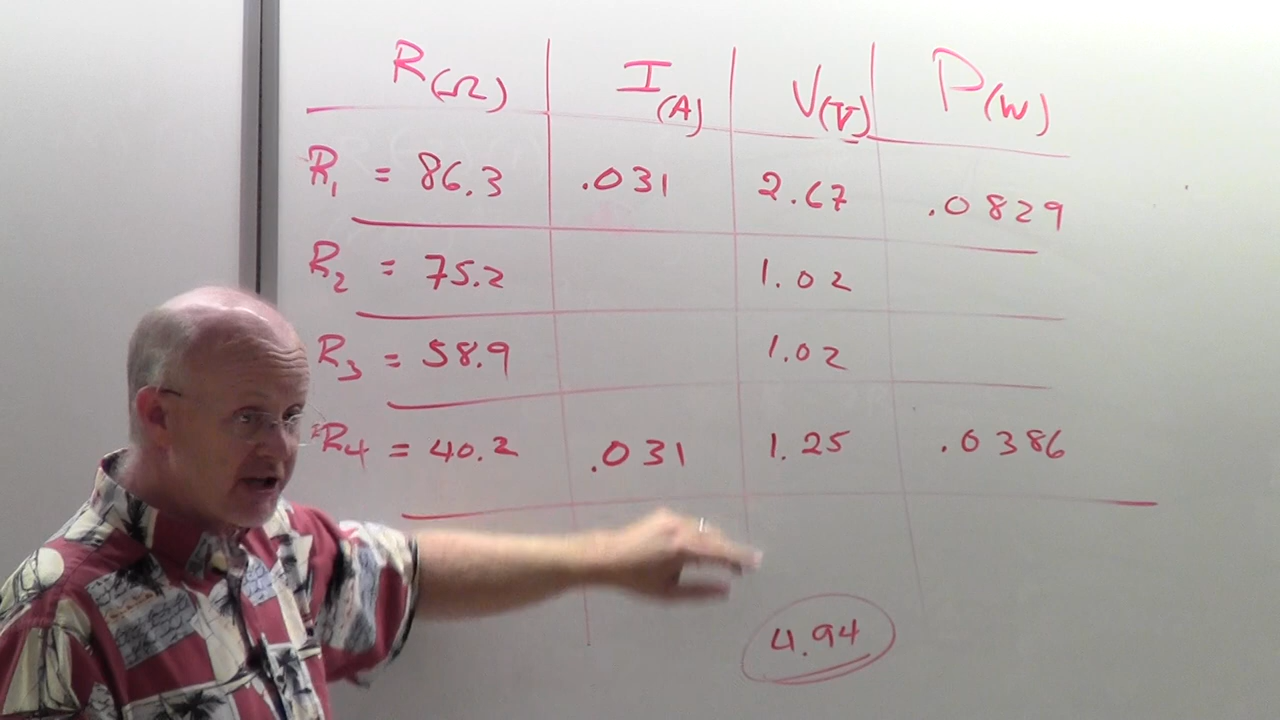 R(Ω) I(A) V(V) P(W)
R1 = 86.3 .031 2.67 .0829
R2 = 75.2 1.02
R3 = 58.9 1.02
R4 = 40.2 .031 1.25 .0386
4.94